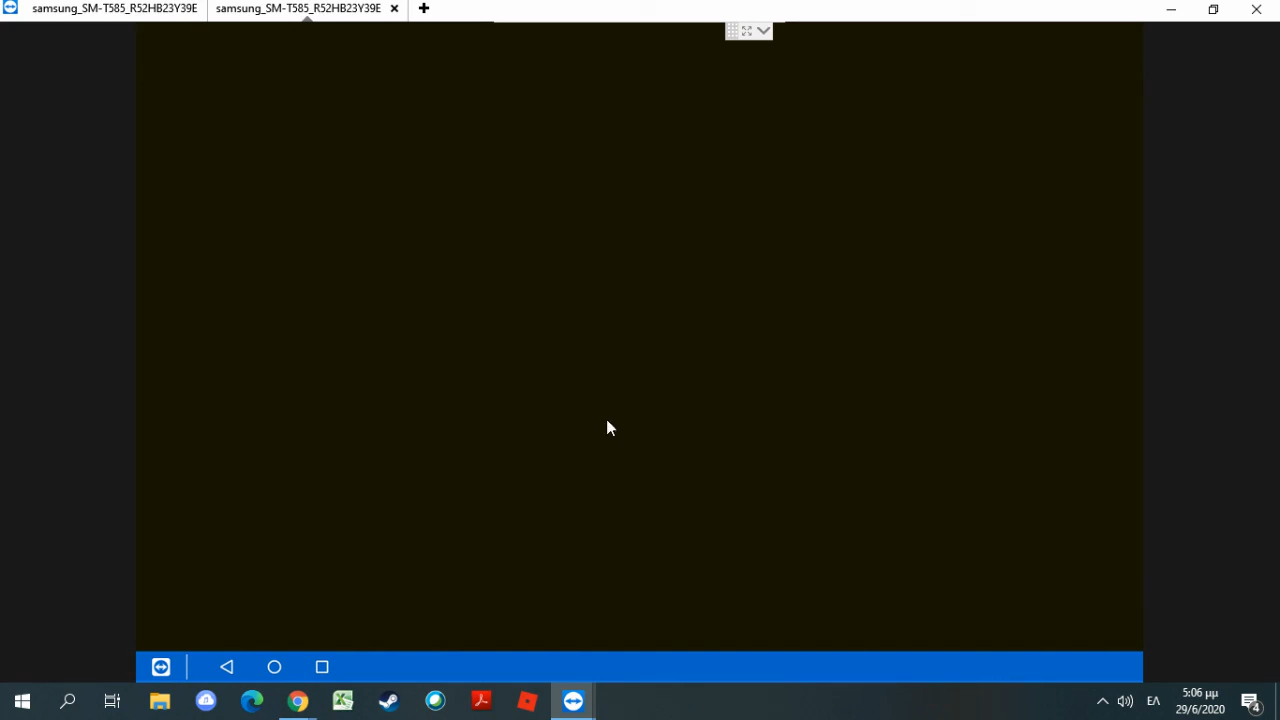 samsung_SM-T585_R52HB23Y39E
samsung_SM-T585_R52HB23Y39E
ΕΛ
5:06 μμ
29/6/2020
4